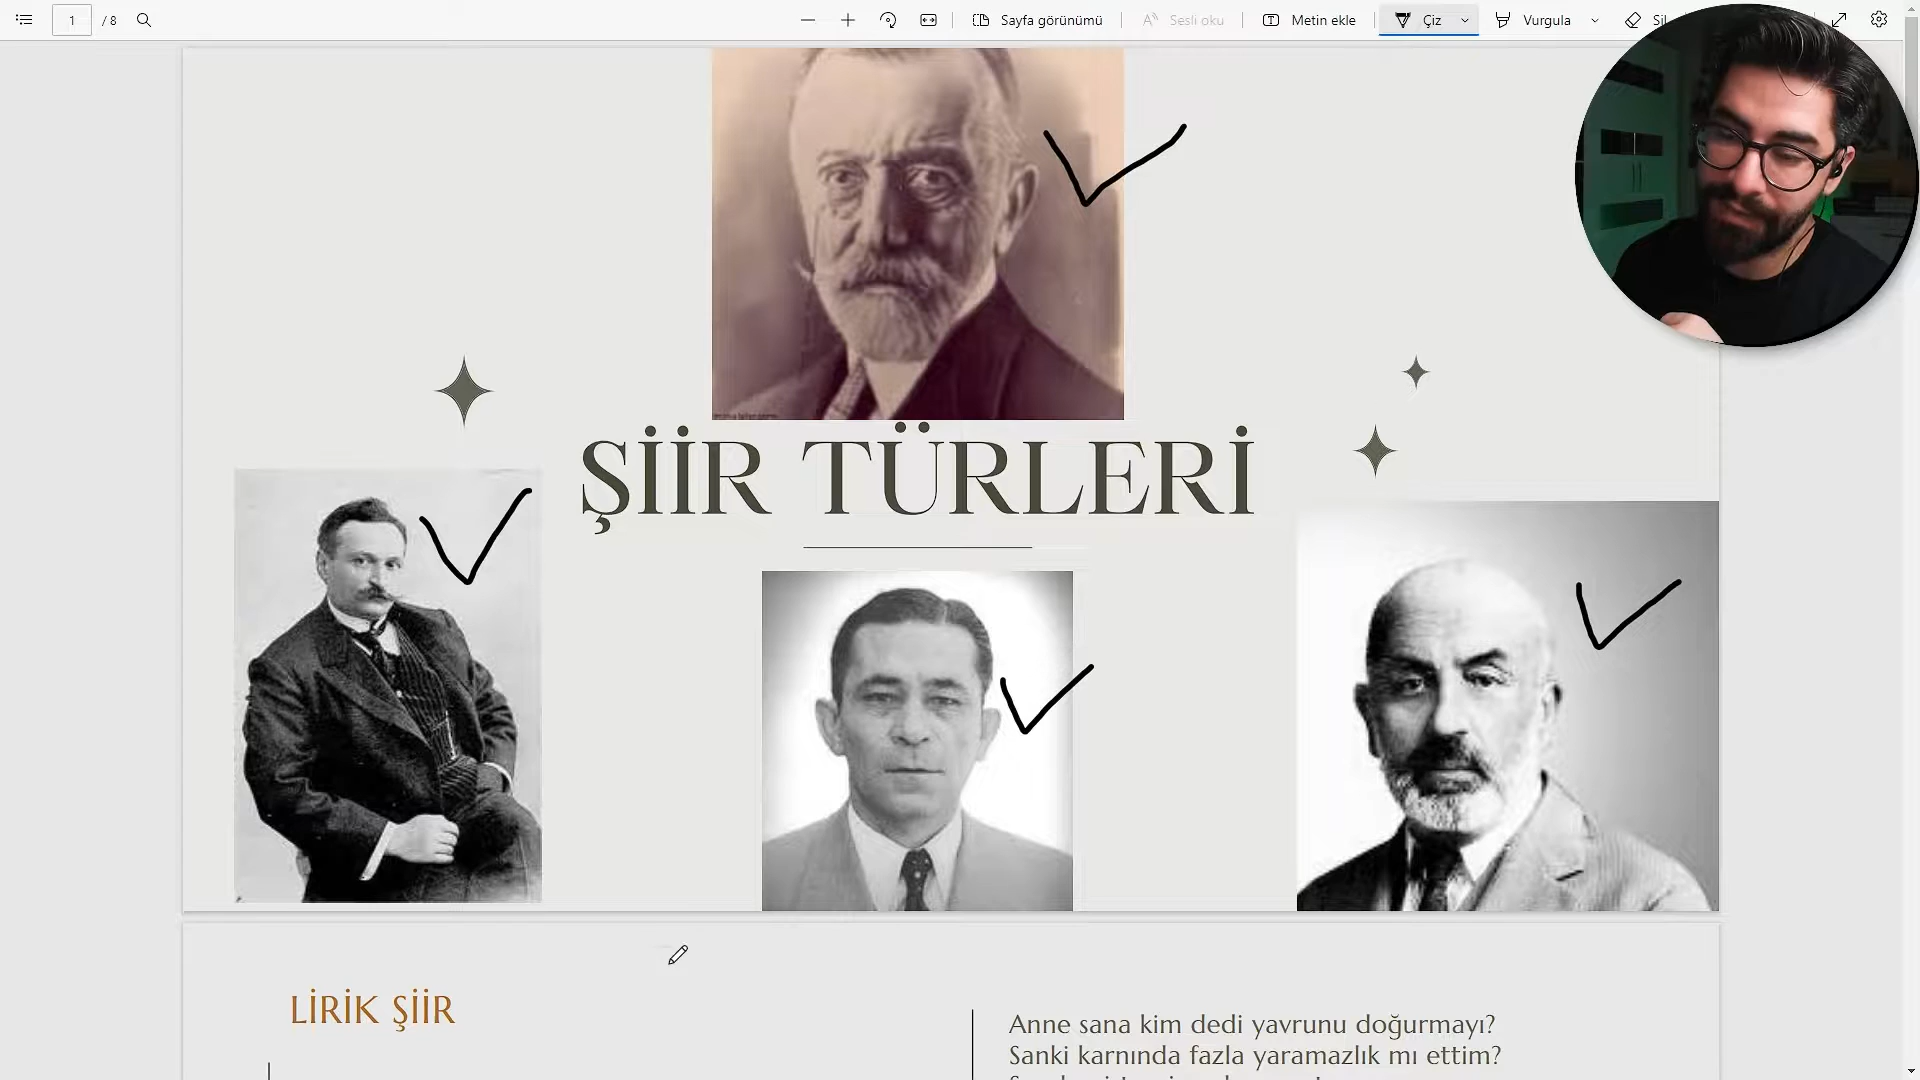 1 / 8
Sayfa görünümü
Sesli oku
Metin ekle
Çiz
Vurgula
Sil
ŞİİR TÜRLERİ
LİRİK ŞİİR
Anne sana kim dedi yavrunu doğurmayı?
Sanki karnında fazla yaramazlık mı ettim?